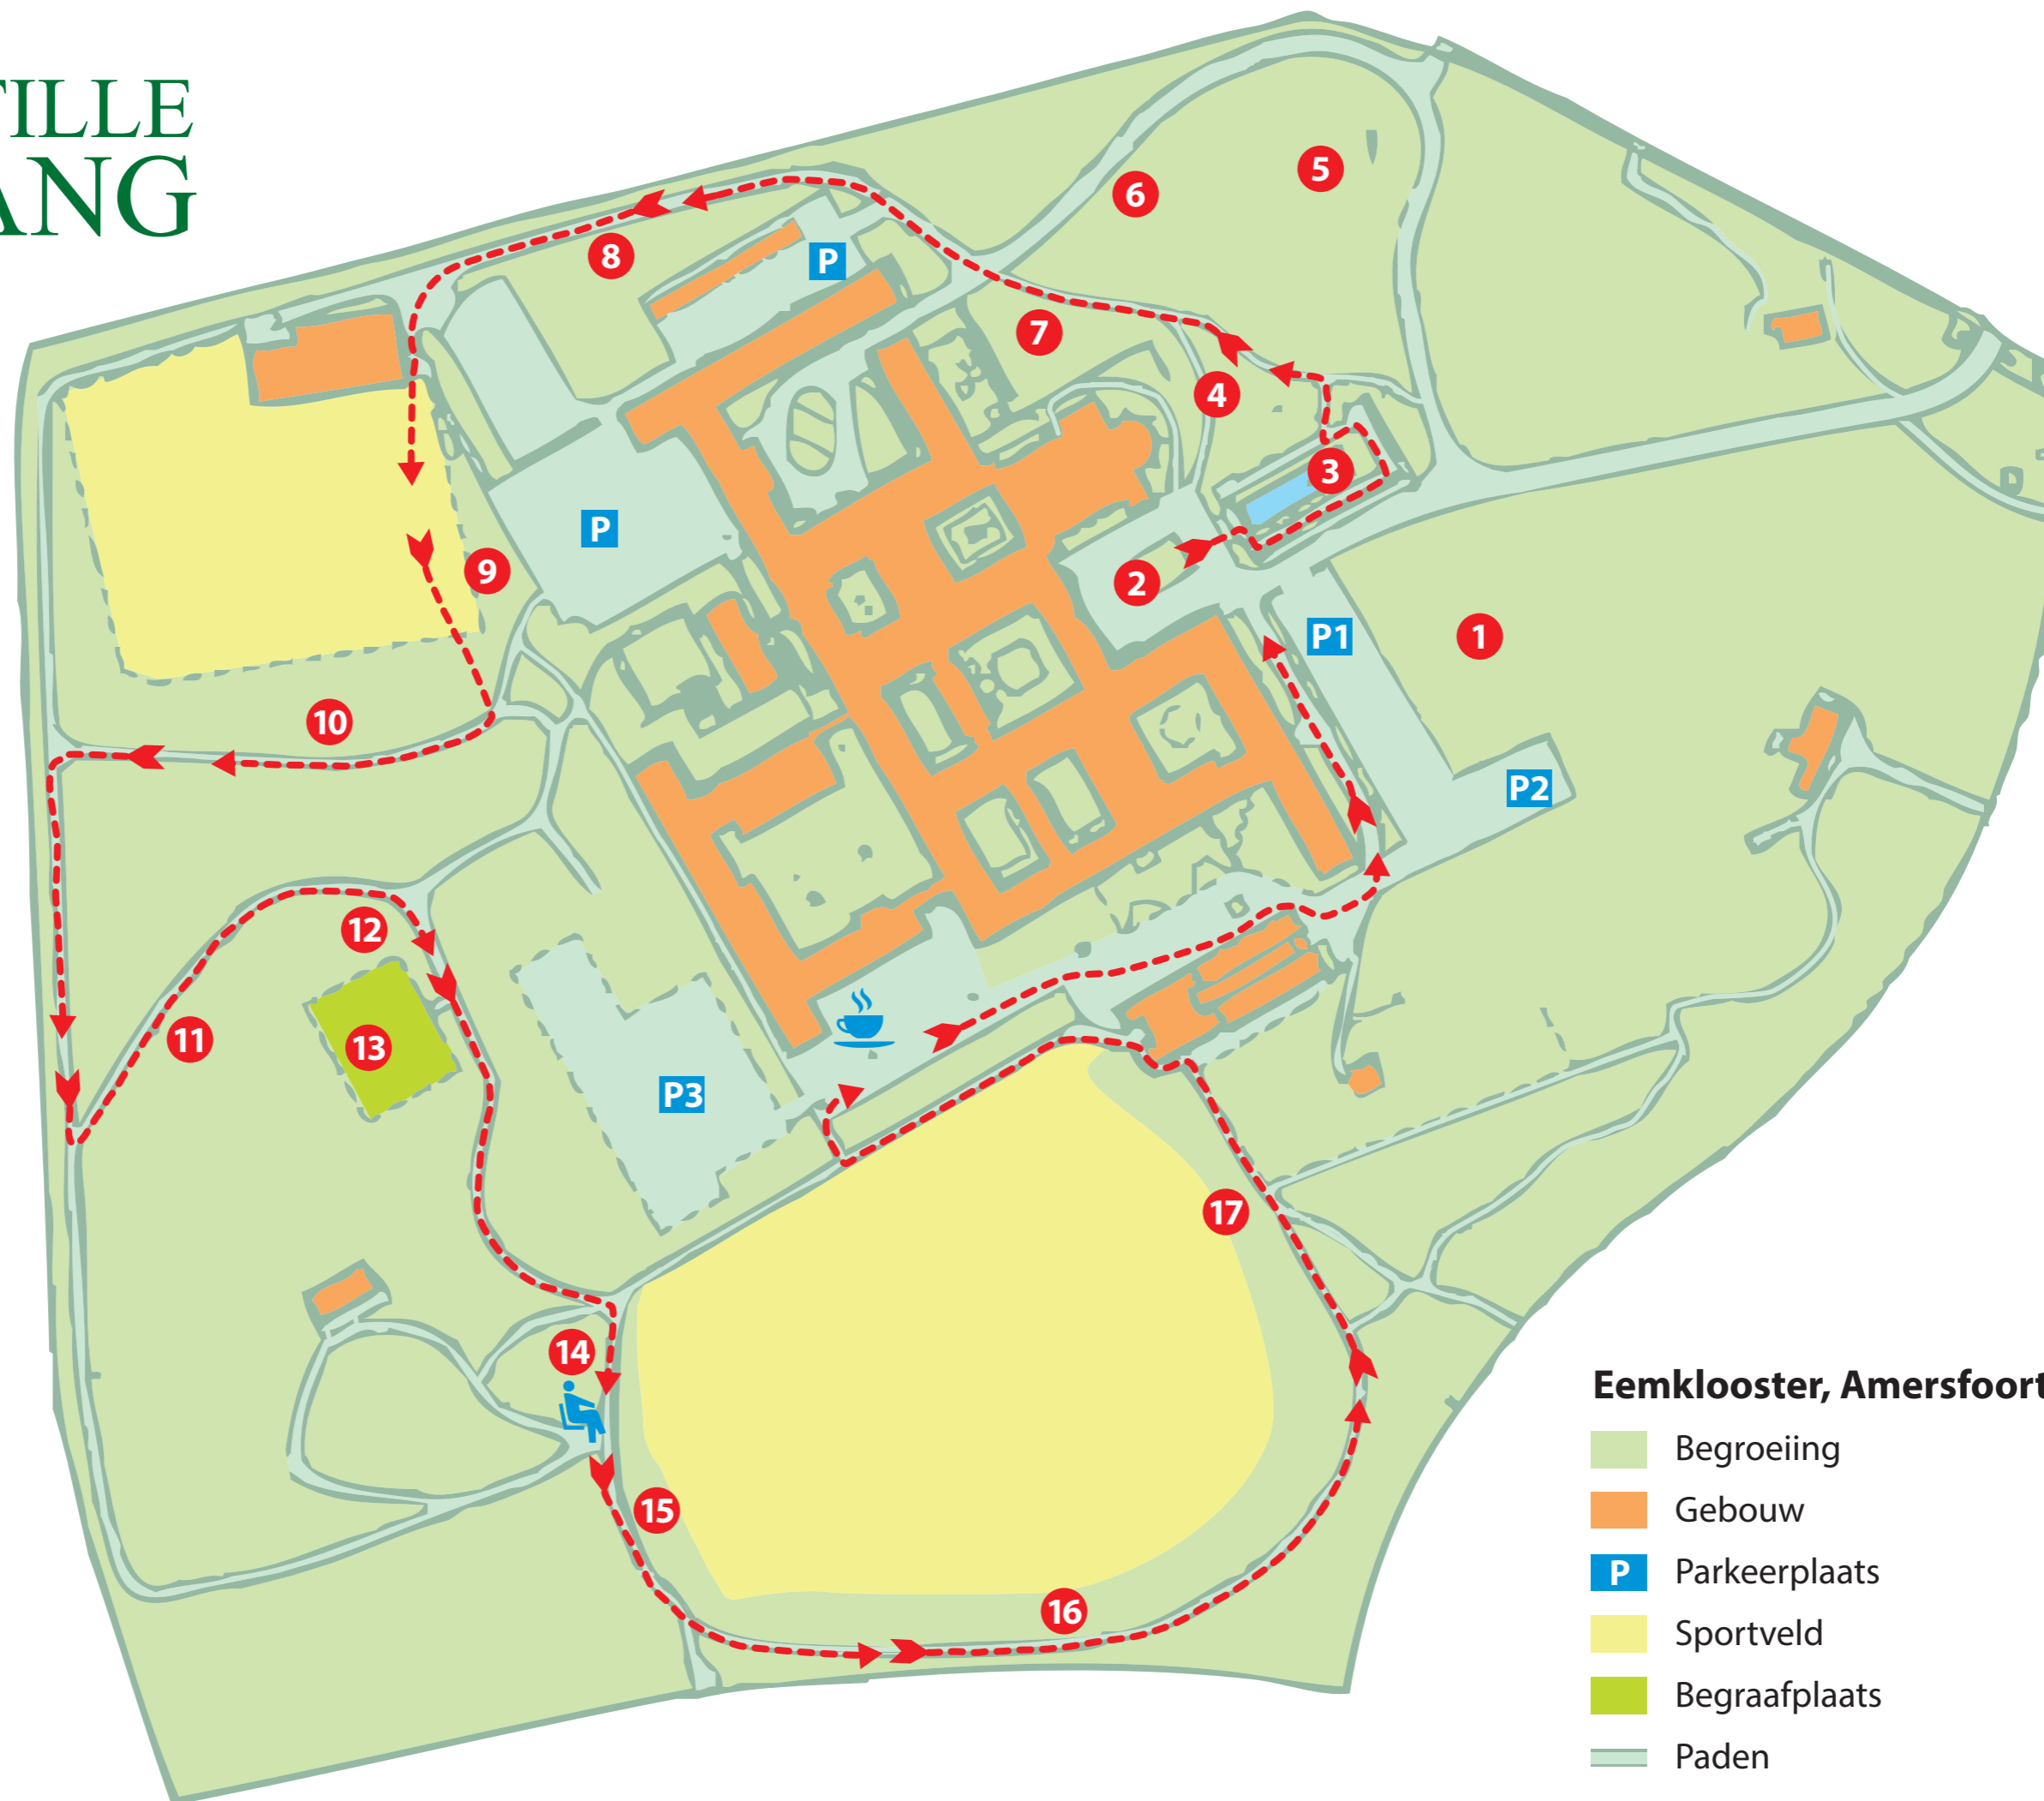 TILLE
ANG
5
6
8
P
7
4
3
P
9
2
P1
1
10
P2
12
11
13
P3
17
14
15
16
Eemklooster, Amersfoort
Begroeiing
Gebouw
P Parkeerplaats
Sportveld
Begraafplaats
Paden